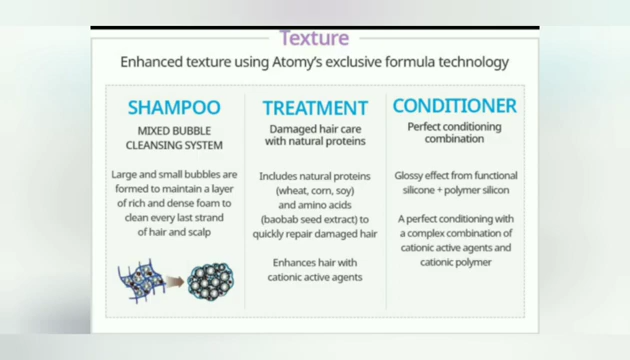 Texture
Enhanced texture using Atomy's exclusive formula technology
SHAMPOO
MIXED BUBBLE
CLEANSING SYSTEM
Large and small bubbles are
formed to maintain a layer
of rich and dense foam to
clean every last strand
of hair and scalp
TREATMENT
Damaged hair care
with natural proteins
Includes natural proteins
(wheat, corn, soy)
and amino acids
(baobab seed extract) to
quickly repair damaged hair
Enhances hair with
cationic active agents
CONDITIONER
Perfect conditioning
combination
Glossy effect from functional
silicone + polymer silicon
A perfect conditioning with
a complex combination of
cationic active agents and
cationic polymer